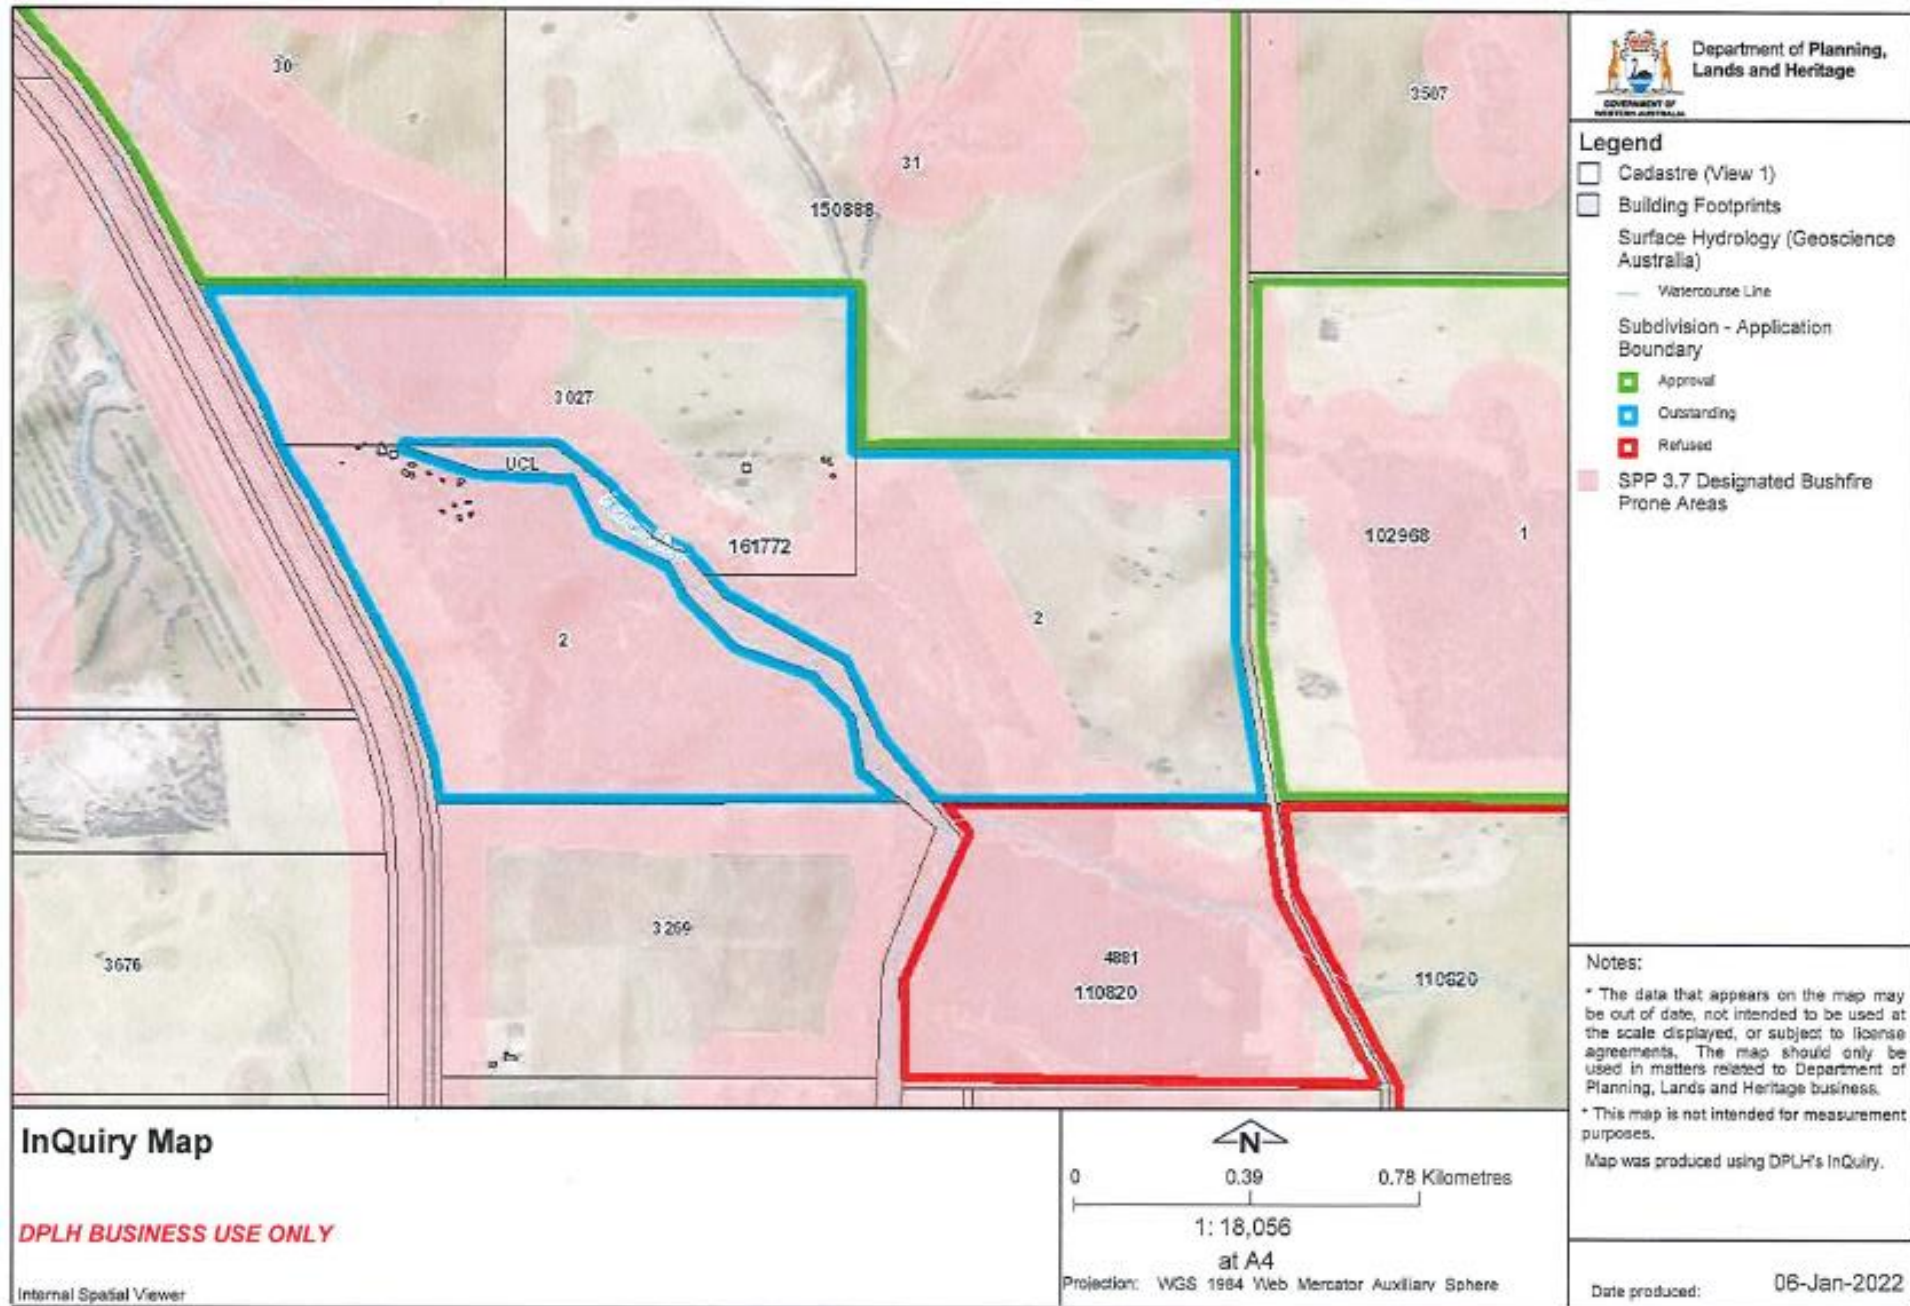 30
31
150888
3507
3 027
UCL
161772
2
2
102968
1
3676
3 269
4881
110820
110820
Department of Planning,
Lands and Heritage
GOVERNMENT OF
WESTERN AUSTRALIA
Legend
Cadastre (View 1)
Building Footprints
Surface Hydrology (Geoscience
Australia)
Watercourse Line
Subdivision - Application
Boundary
Approval
Outstanding
Refused
SPP 3.7 Designated Bushfire
Prone Areas
Notes:
* The data that appears on the map may
be out of date, not intended to be used at
the scale displayed, or subject to license
agreements. The map should only be
used in matters related to Department of
Planning, Lands and Heritage business.
* This map is not intended for measurement
purposes.
Map was produced using DPLH's InQuiry.
Date produced: 06-Jan-2022
InQuiry Map
DPLH BUSINESS USE ONLY
Internal Spatial Viewer
N
0 0.39 0.78 Kilometres
1: 18,056
at A4
Projection: WGS 1984 Web Mercator Auxiliary Sphere